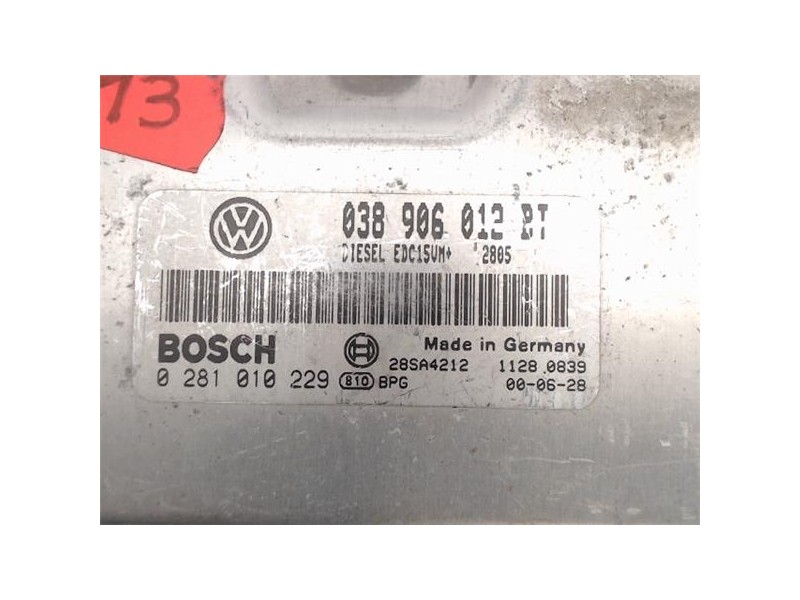 13
VW
038 906 012
DIESEL EDC15VM+ 2805
BOSCH
Made in Germany
28SA4212 1128 0839
0 281 010 229 810 BPG 00-06-28